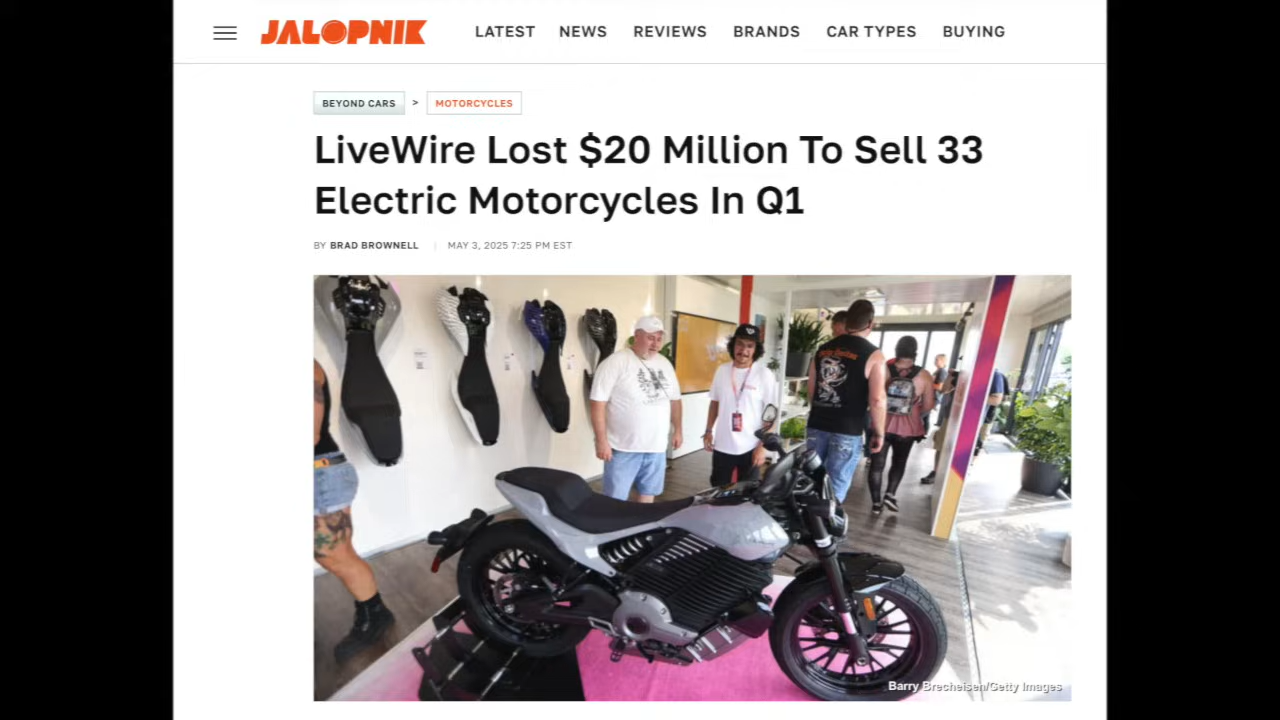 JALOPNIK
LATEST NEWS REVIEWS BRANDS CAR TYPES BUYING
BEYOND CARS > MOTORCYCLES
LiveWire Lost $20 Million To Sell 33
Electric Motorcycles In Q1
BY BRAD BROWNELL | MAY 3, 2025 7:25 PM EST
Barry Brecheisen/Getty Images